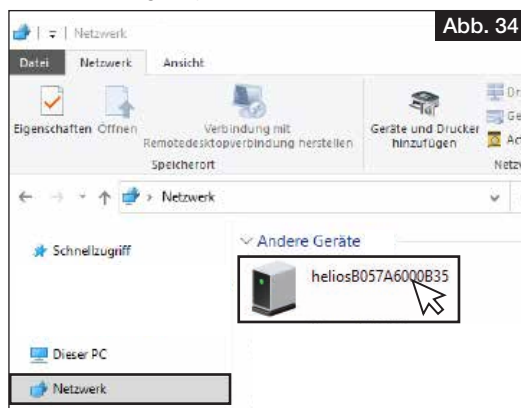 Abb. 34
Netzwerk
Datei Netzwerk Ansicht
Eigenschaften Öffnen Verbindung mit Remotedesktopverbindung herstellen Geräte und Drucker hinzufügen
Speicherort
Netzwerk
Schnellzugriff
Andere Geräte
heliosB057A6000B35
Dieser PC
Netzwerk